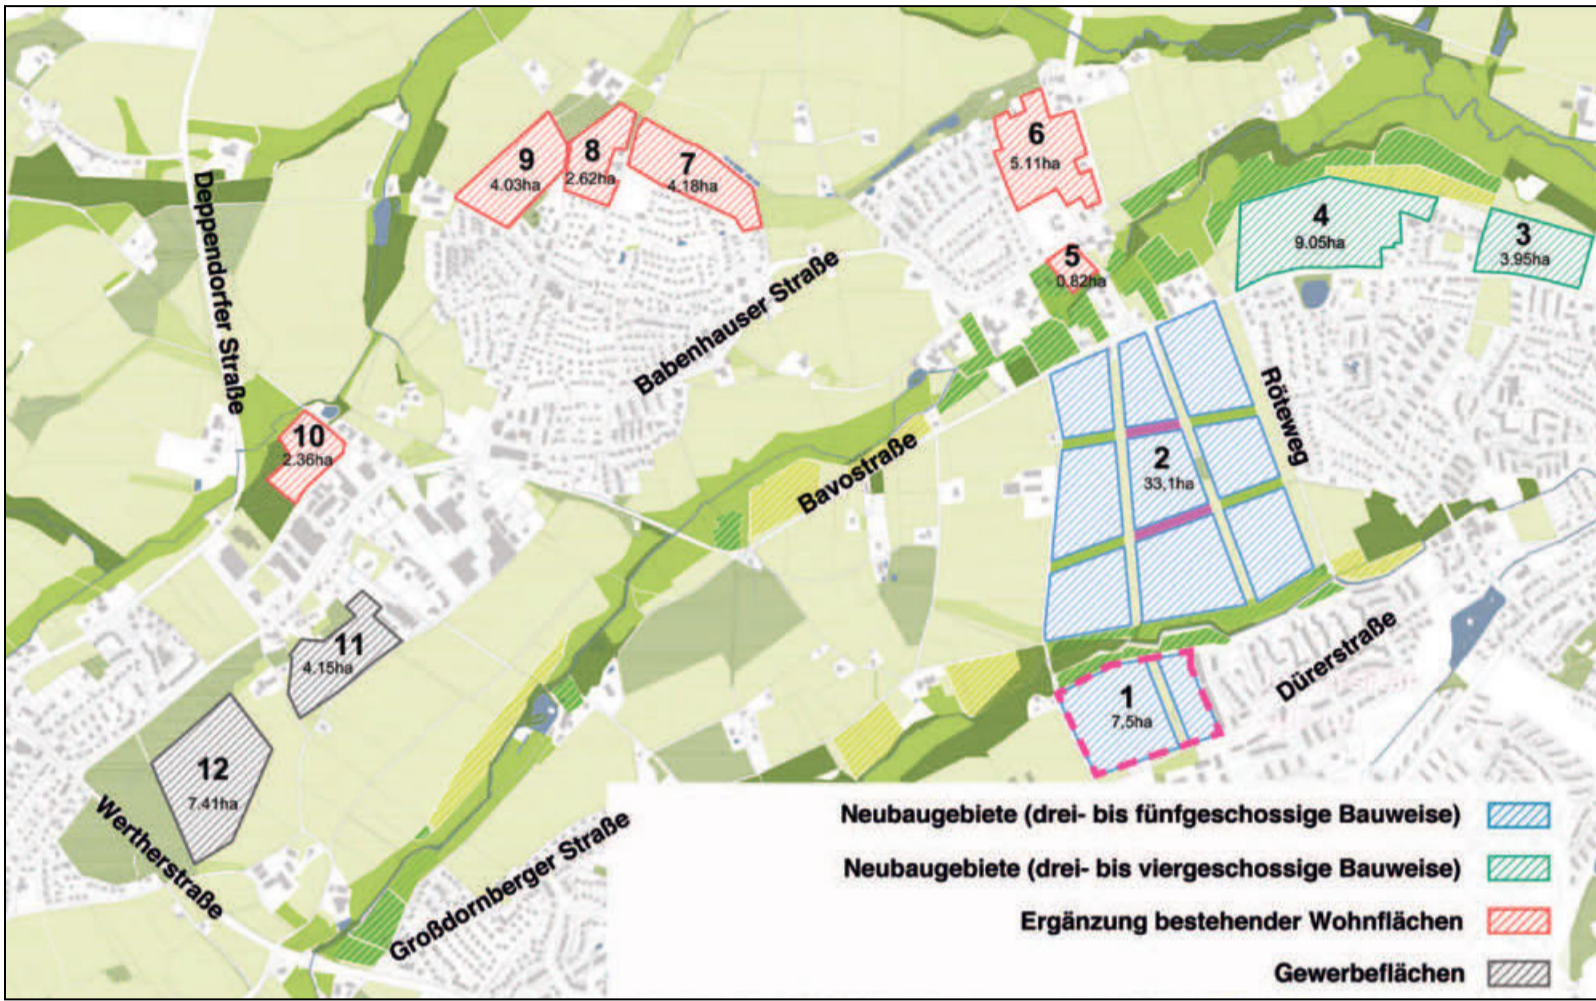 6
5.11ha
9
4.03ha
8
2.62ha
7
4.18ha
4
9.05ha
3
3.95ha
5
0.82ha
Deppendorfer Straße
Babenhauser Straße
Röteweg
10
2.36ha
2
33,1ha
Bavostraße
11
4.15ha
Dürerstraße
1
7,5ha
12
7.41ha
Wertherstraße
Großdornberger Straße
Neubaugebiete (drei- bis fünfgeschossige Bauweise)
Neubaugebiete (drei- bis viergeschossige Bauweise)
Ergänzung bestehender Wohnflächen
Gewerbeflächen